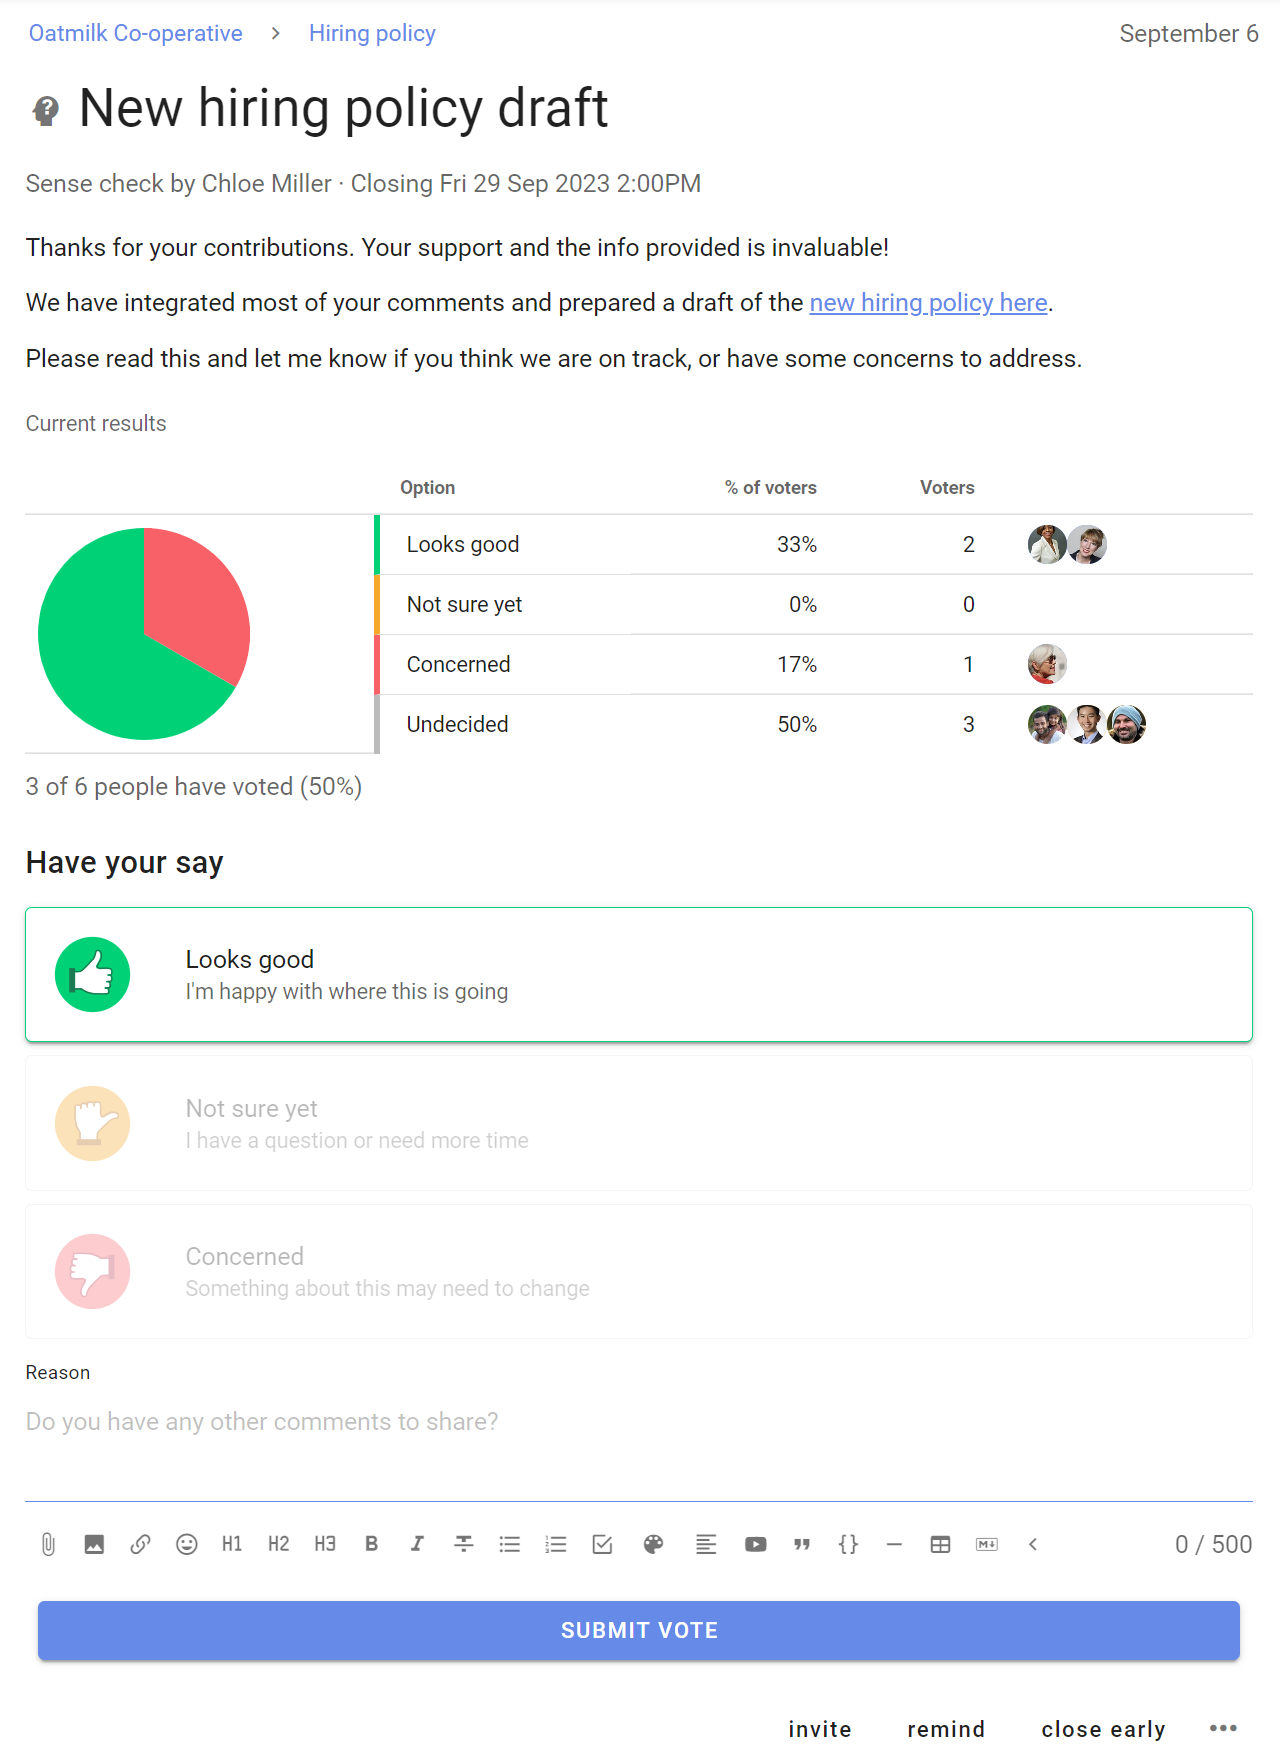 Oatmilk Co-operative > Hiring policy September 6
New hiring policy draft
Sense check by Chloe Miller · Closing Fri 29 Sep 2023 2:00PM
Thanks for your contributions. Your support and the info provided is invaluable!
We have integrated most of your comments and prepared a draft of the new hiring policy here.
Please read this and let me know if you think we are on track, or have some concerns to address.
Current results
Option % of voters Voters
Looks good 33% 2
Not sure yet 0% 0
Concerned 17% 1
Undecided 50% 3
3 of 6 people have voted (50%)
Have your say
Looks good
I'm happy with where this is going
Not sure yet
I have a question or need more time
Concerned
Something about this may need to change
Reason
Do you have any other comments to share?
H1 H2 H3 B I 0 / 500
SUBMIT VOTE
invite remind close early